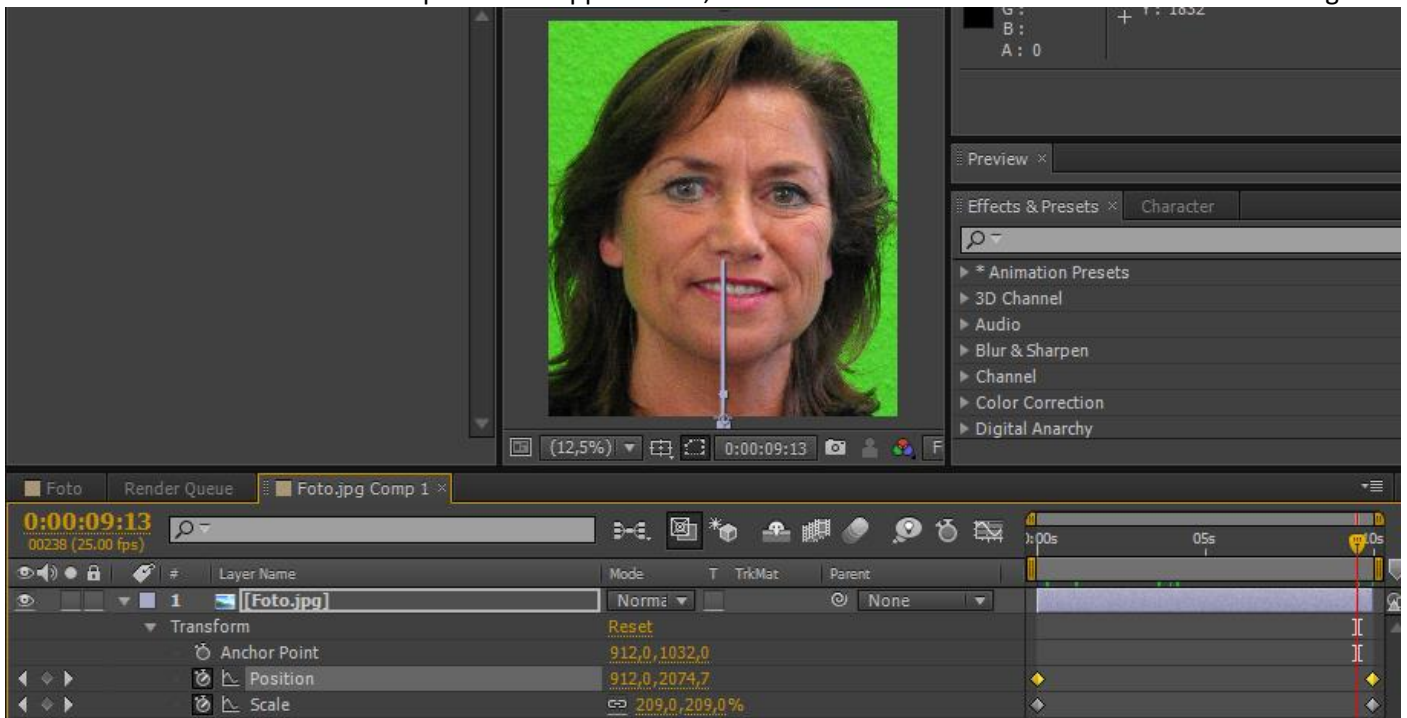 G :
B :
A : 0
+ Y : 1832
Preview ×
Effects & Presets ×
Character
* Animation Presets
3D Channel
Audio
Blur & Sharpen
Channel
Color Correction
Digital Anarchy
(12,5%)
0:00:09:13
F
Foto
Render Queue
Foto.jpg Comp 1 ×
0:00:09:13
00238 (25.00 fps)
):00s
05s
10s
# Layer Name
Mode
T TrkMat
Parent
1 [Foto.jpg]
Norma
None
Transform
Reset
Anchor Point
912,0,1032,0
Position
912,0,2074,7
Scale
209,0,209,0%